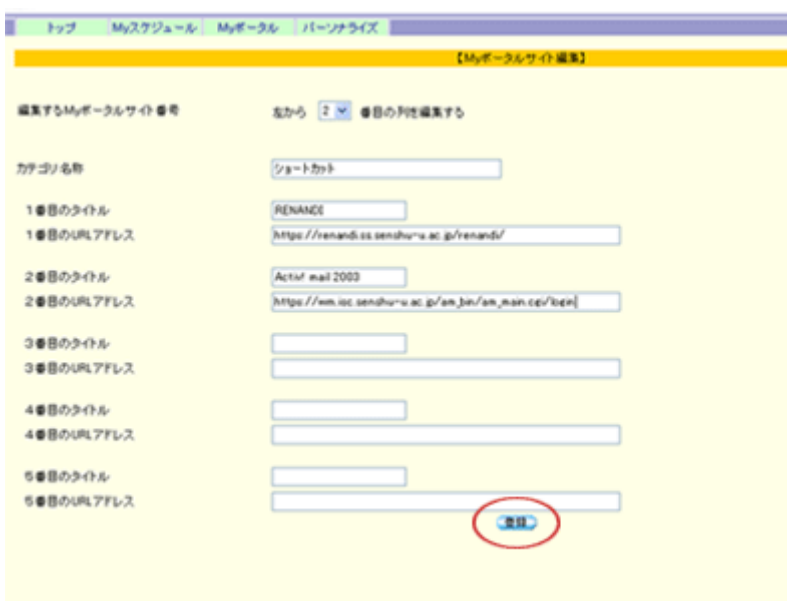 トップ Myスケジュール Myポータル パーソナライズ
【Myポータルサイト編集】
編集するMyポータルサイト番号 左から 2 番目の列を編集する
カテゴリ名称 ショートカット
1番目のタイトル RENANDI
1番目のURLアドレス https://renandi.ss.senshu-u.ac.jp/renandi/
2番目のタイトル Active! mail 2003
2番目のURLアドレス https://wm.isc.senshu-u.ac.jp/am_bin/am_main.cgi/login
3番目のタイトル
3番目のURLアドレス
4番目のタイトル
4番目のURLアドレス
5番目のタイトル
5番目のURLアドレス
登録